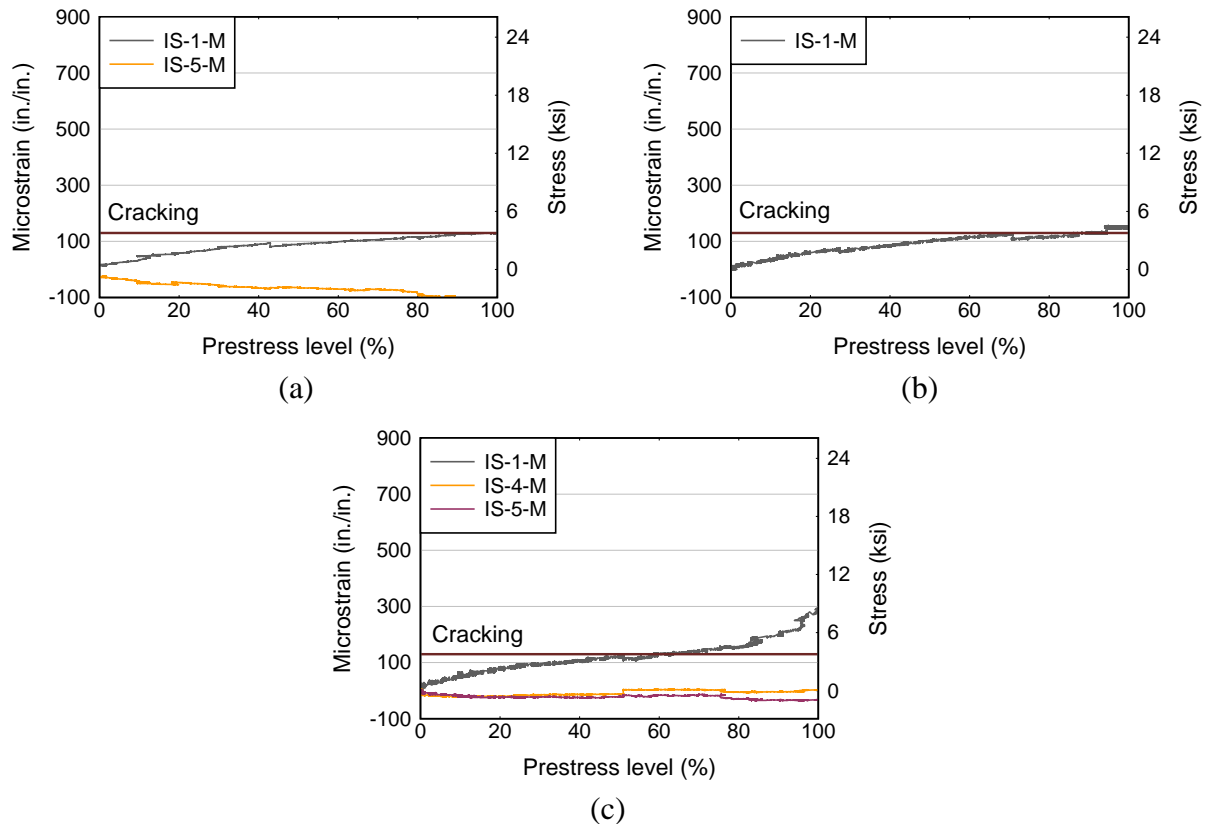 900
700
500
300
100
-100
Microstrain (in./in.)
IS-1-M
IS-5-M
Cracking
24
18
12
6
0
Stress (ksi)
0 20 40 60 80 100
Prestress level (%)
(a)
900
700
500
300
100
-100
Microstrain (in./in.)
IS-1-M
Cracking
24
18
12
6
0
Stress (ksi)
0 20 40 60 80 100
Prestress level (%)
(b)
900
700
500
300
100
-100
Microstrain (in./in.)
IS-1-M
IS-4-M
IS-5-M
Cracking
24
18
12
6
0
Stress (ksi)
0 20 40 60 80 100
Prestress level (%)
(c)